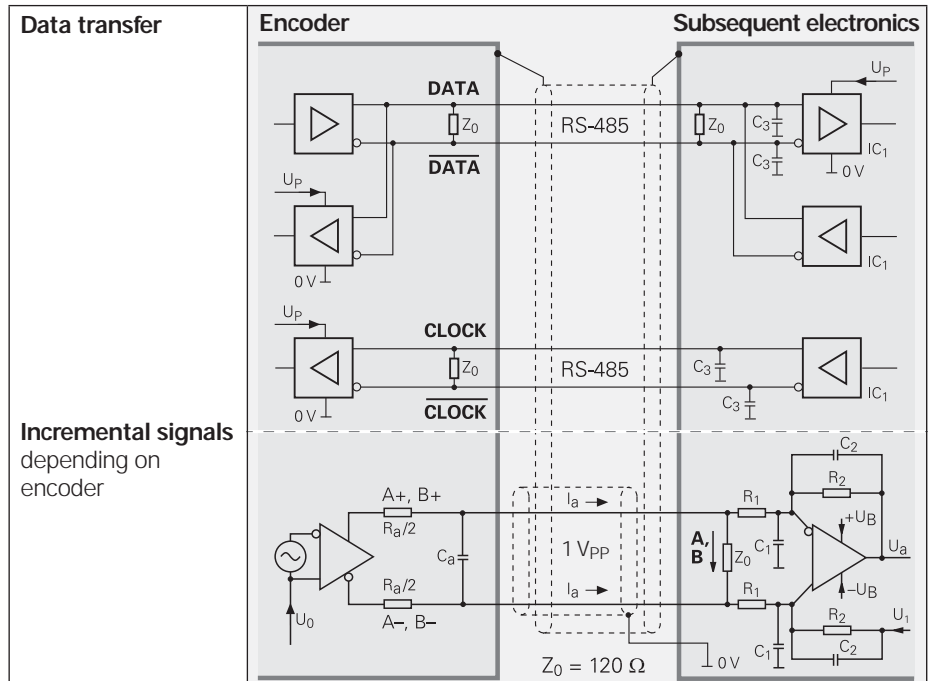 Data transfer
Encoder
Subsequent electronics
DATA
Z0
RS-485
Z0
C3
UP
IC1
DATA
C3
0 V
UP
0 V
IC1
UP
CLOCK
Z0
RS-485
C3
0 V
CLOCK
C3
IC1
Incremental signals
depending on
encoder
A+, B+
Ra/2
Ca
Ra/2
A–, B–
U0
Ia
1 VPP
Ia
Z0 = 120 Ω
0 V
A,
B
Z0
R1
C1
R1
C1
C2
R2
+UB
Ua
–UB
R2
U1
C2